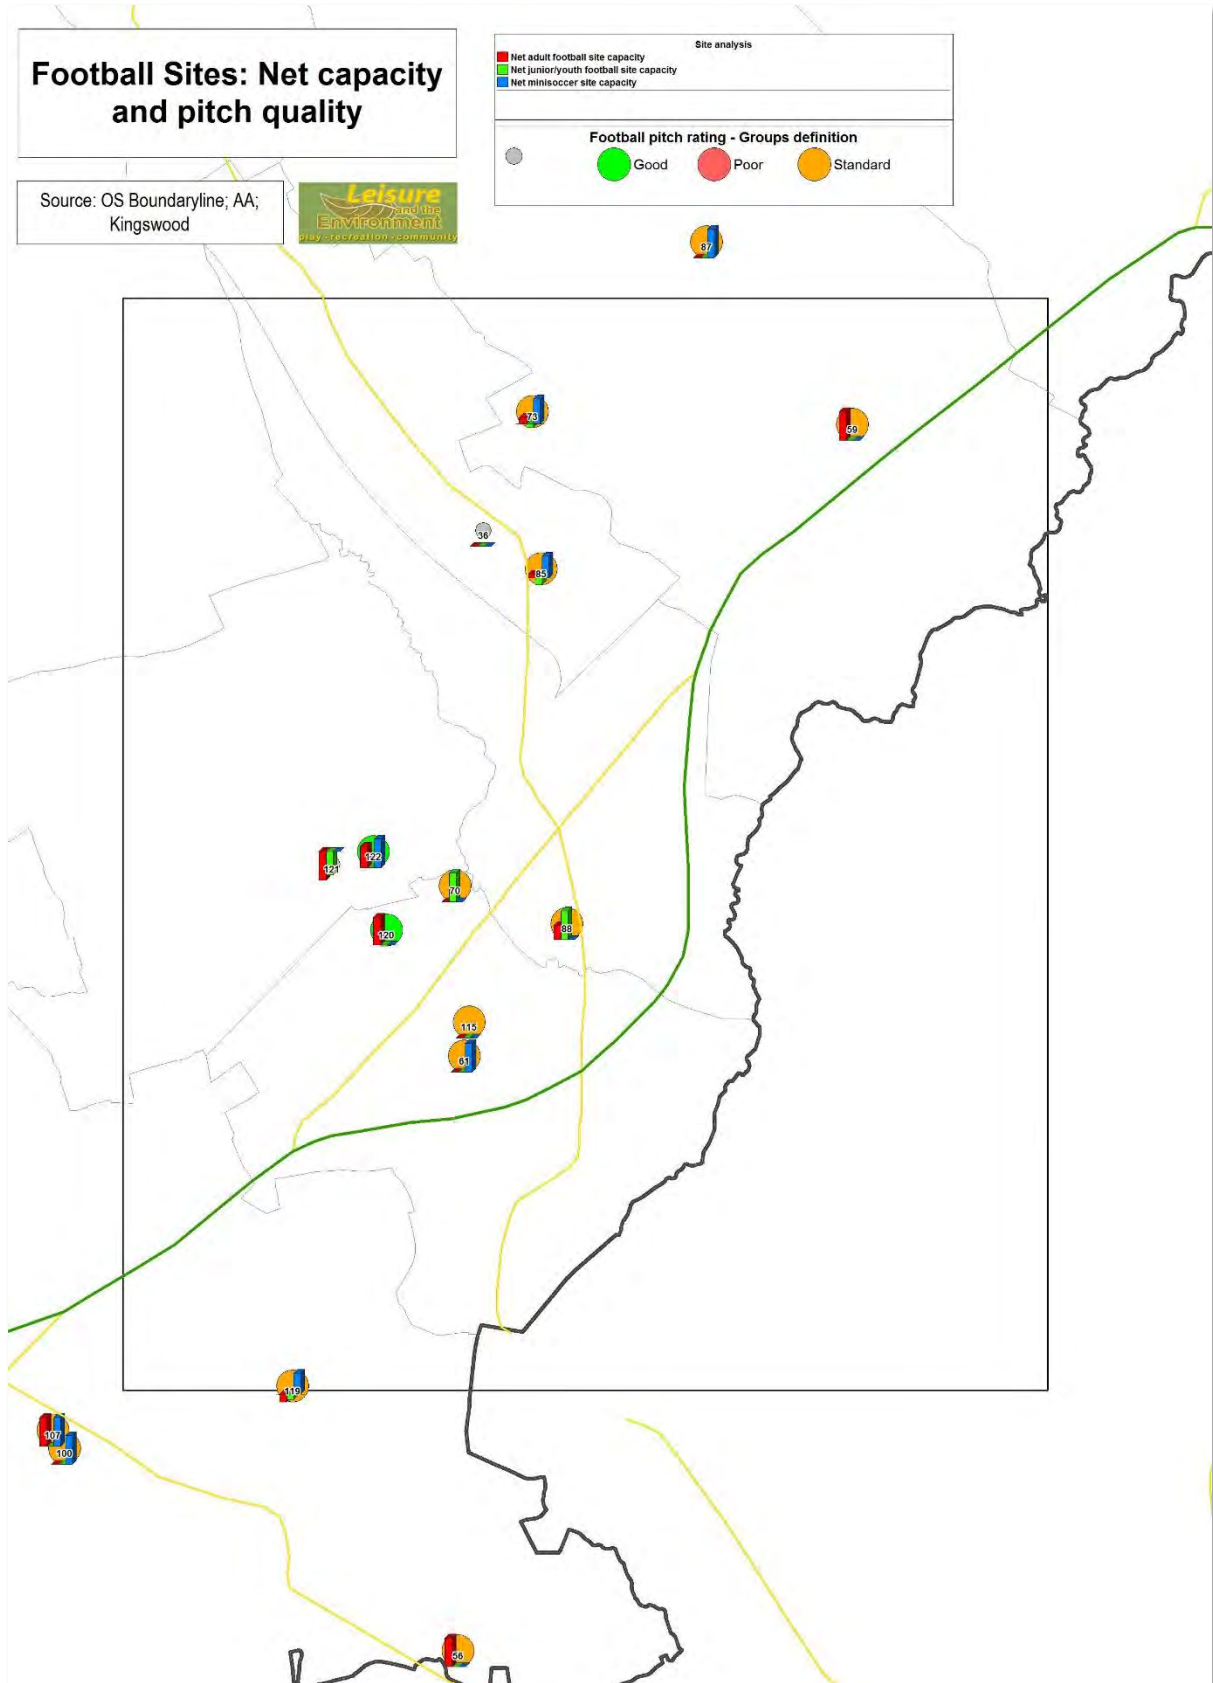 Football Sites: Net capacity
and pitch quality
Site analysis
Net adult football site capacity
Net junior/youth football site capacity
Net minisoccer site capacity
Football pitch rating - Groups definition
Good
Poor
Standard
Source: OS Boundaryline; AA;
Kingswood
Leisure
and the
Environment
play - recreation - community
87
73
59
36
85
122
121
70
88
120
115
61
119
107
100
56